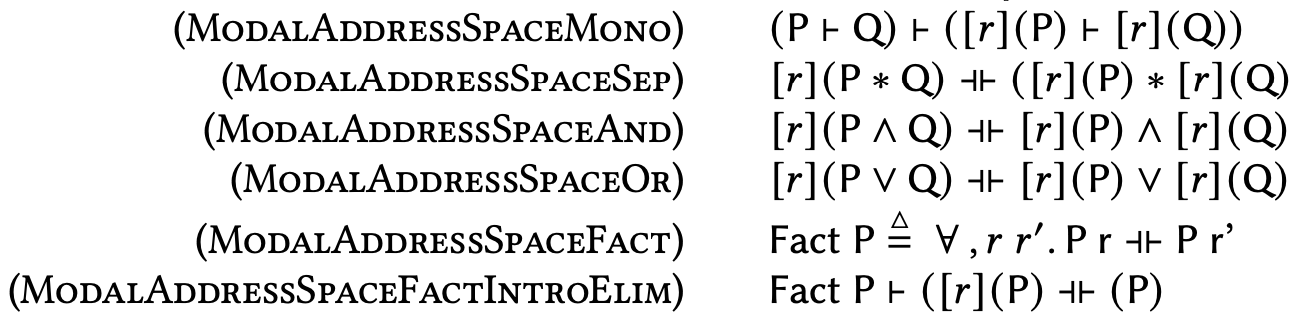 (ModalAddressSpaceMono) (P ⊢ Q) ⊢ ([r](P) ⊢ [r](Q))
(ModalAddressSpaceSep) [r](P ∗ Q) ⊣⊢ ([r](P) ∗ [r](Q)
(ModalAddressSpaceAnd) [r](P ∧ Q) ⊣⊢ [r](P) ∧ [r](Q)
(ModalAddressSpaceOr) [r](P ∨ Q) ⊣⊢ [r](P) ∨ [r](Q)
(ModalAddressSpaceFact) Fact P ≜ ∀ , r r′. P r ⊣⊢ P r’
(ModalAddressSpaceFactIntroElim) Fact P ⊢ ([r](P) ⊣⊢ (P)